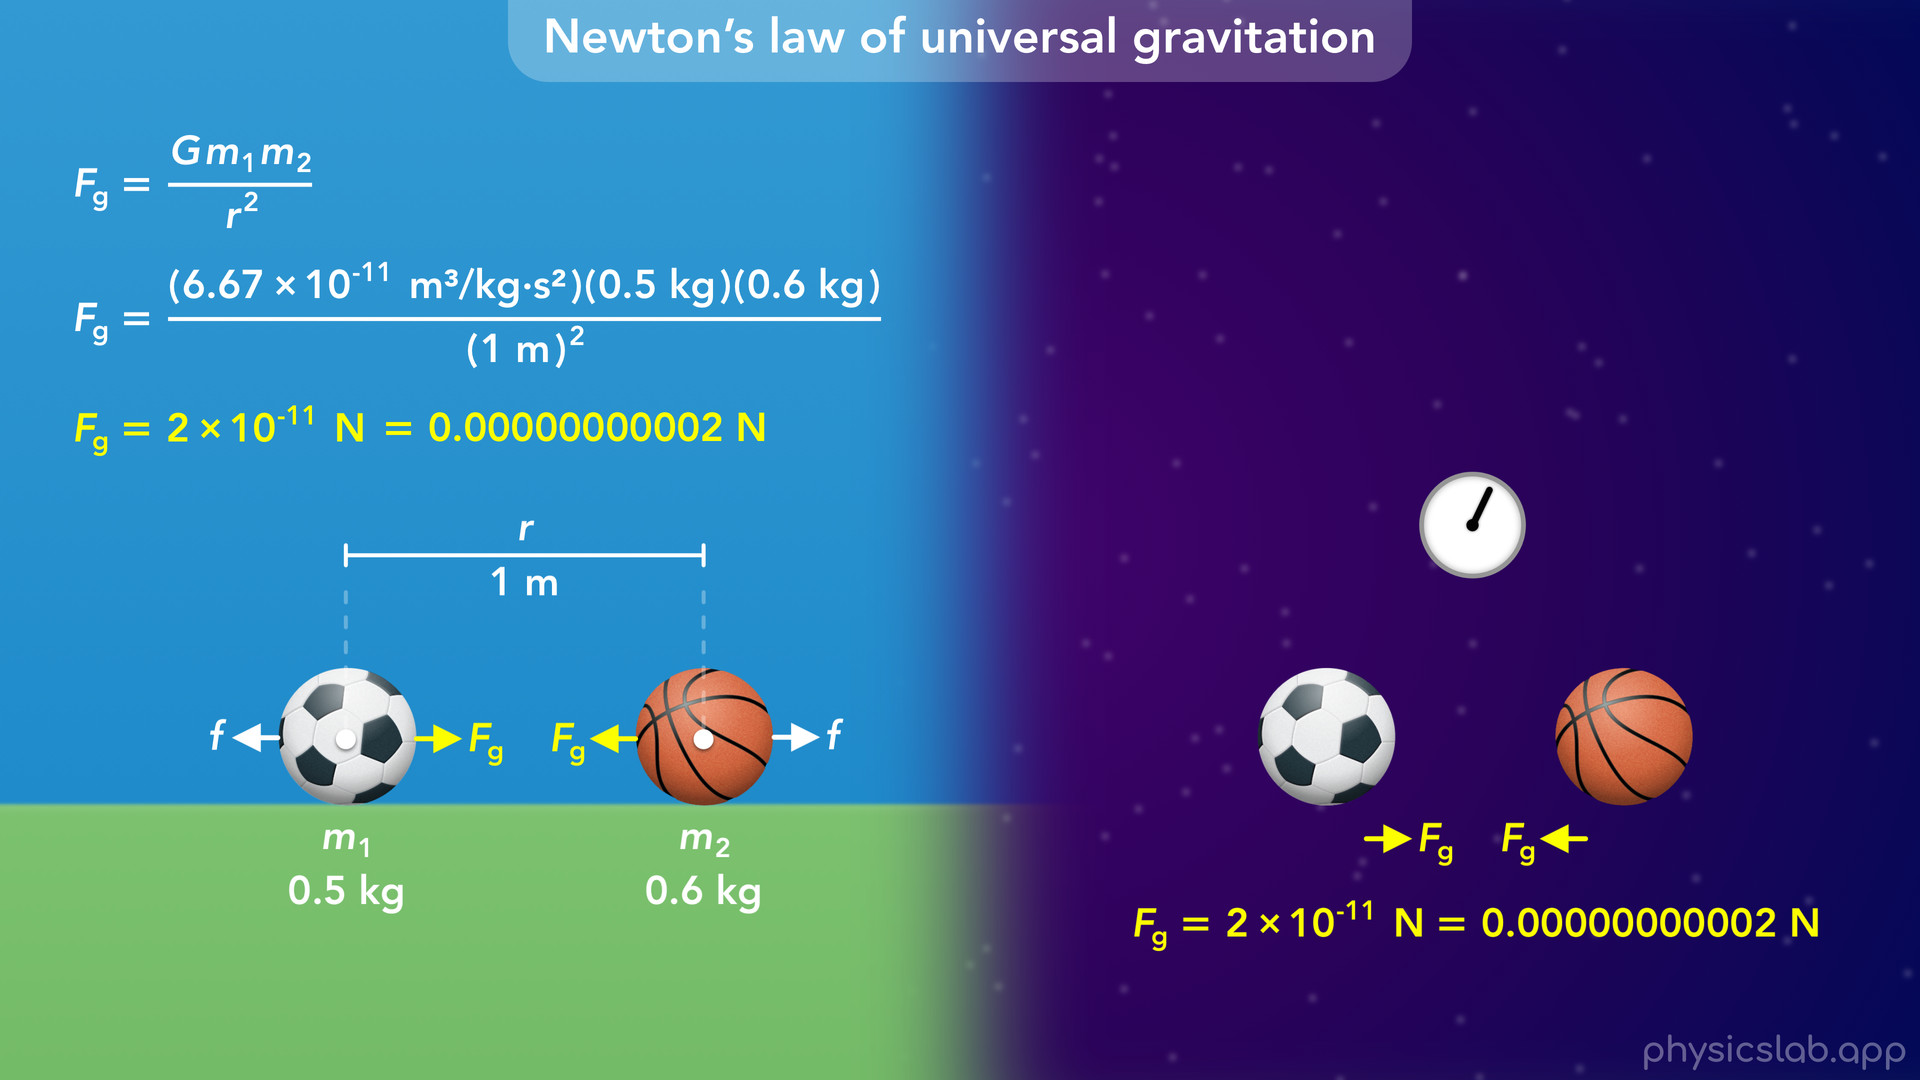 Newton’s law of universal gravitation
Fg = Gm₁m₂ / r²
Fg = (6.67 × 10⁻¹¹ m³/kg·s²)(0.5 kg)(0.6 kg) / (1 m)²
Fg = 2 × 10⁻¹¹ N = 0.00000000002 N
r
1 m
f Fg Fg f
m₁ m₂
0.5 kg 0.6 kg
Fg Fg
Fg = 2 × 10⁻¹¹ N = 0.00000000002 N
physicslab.app